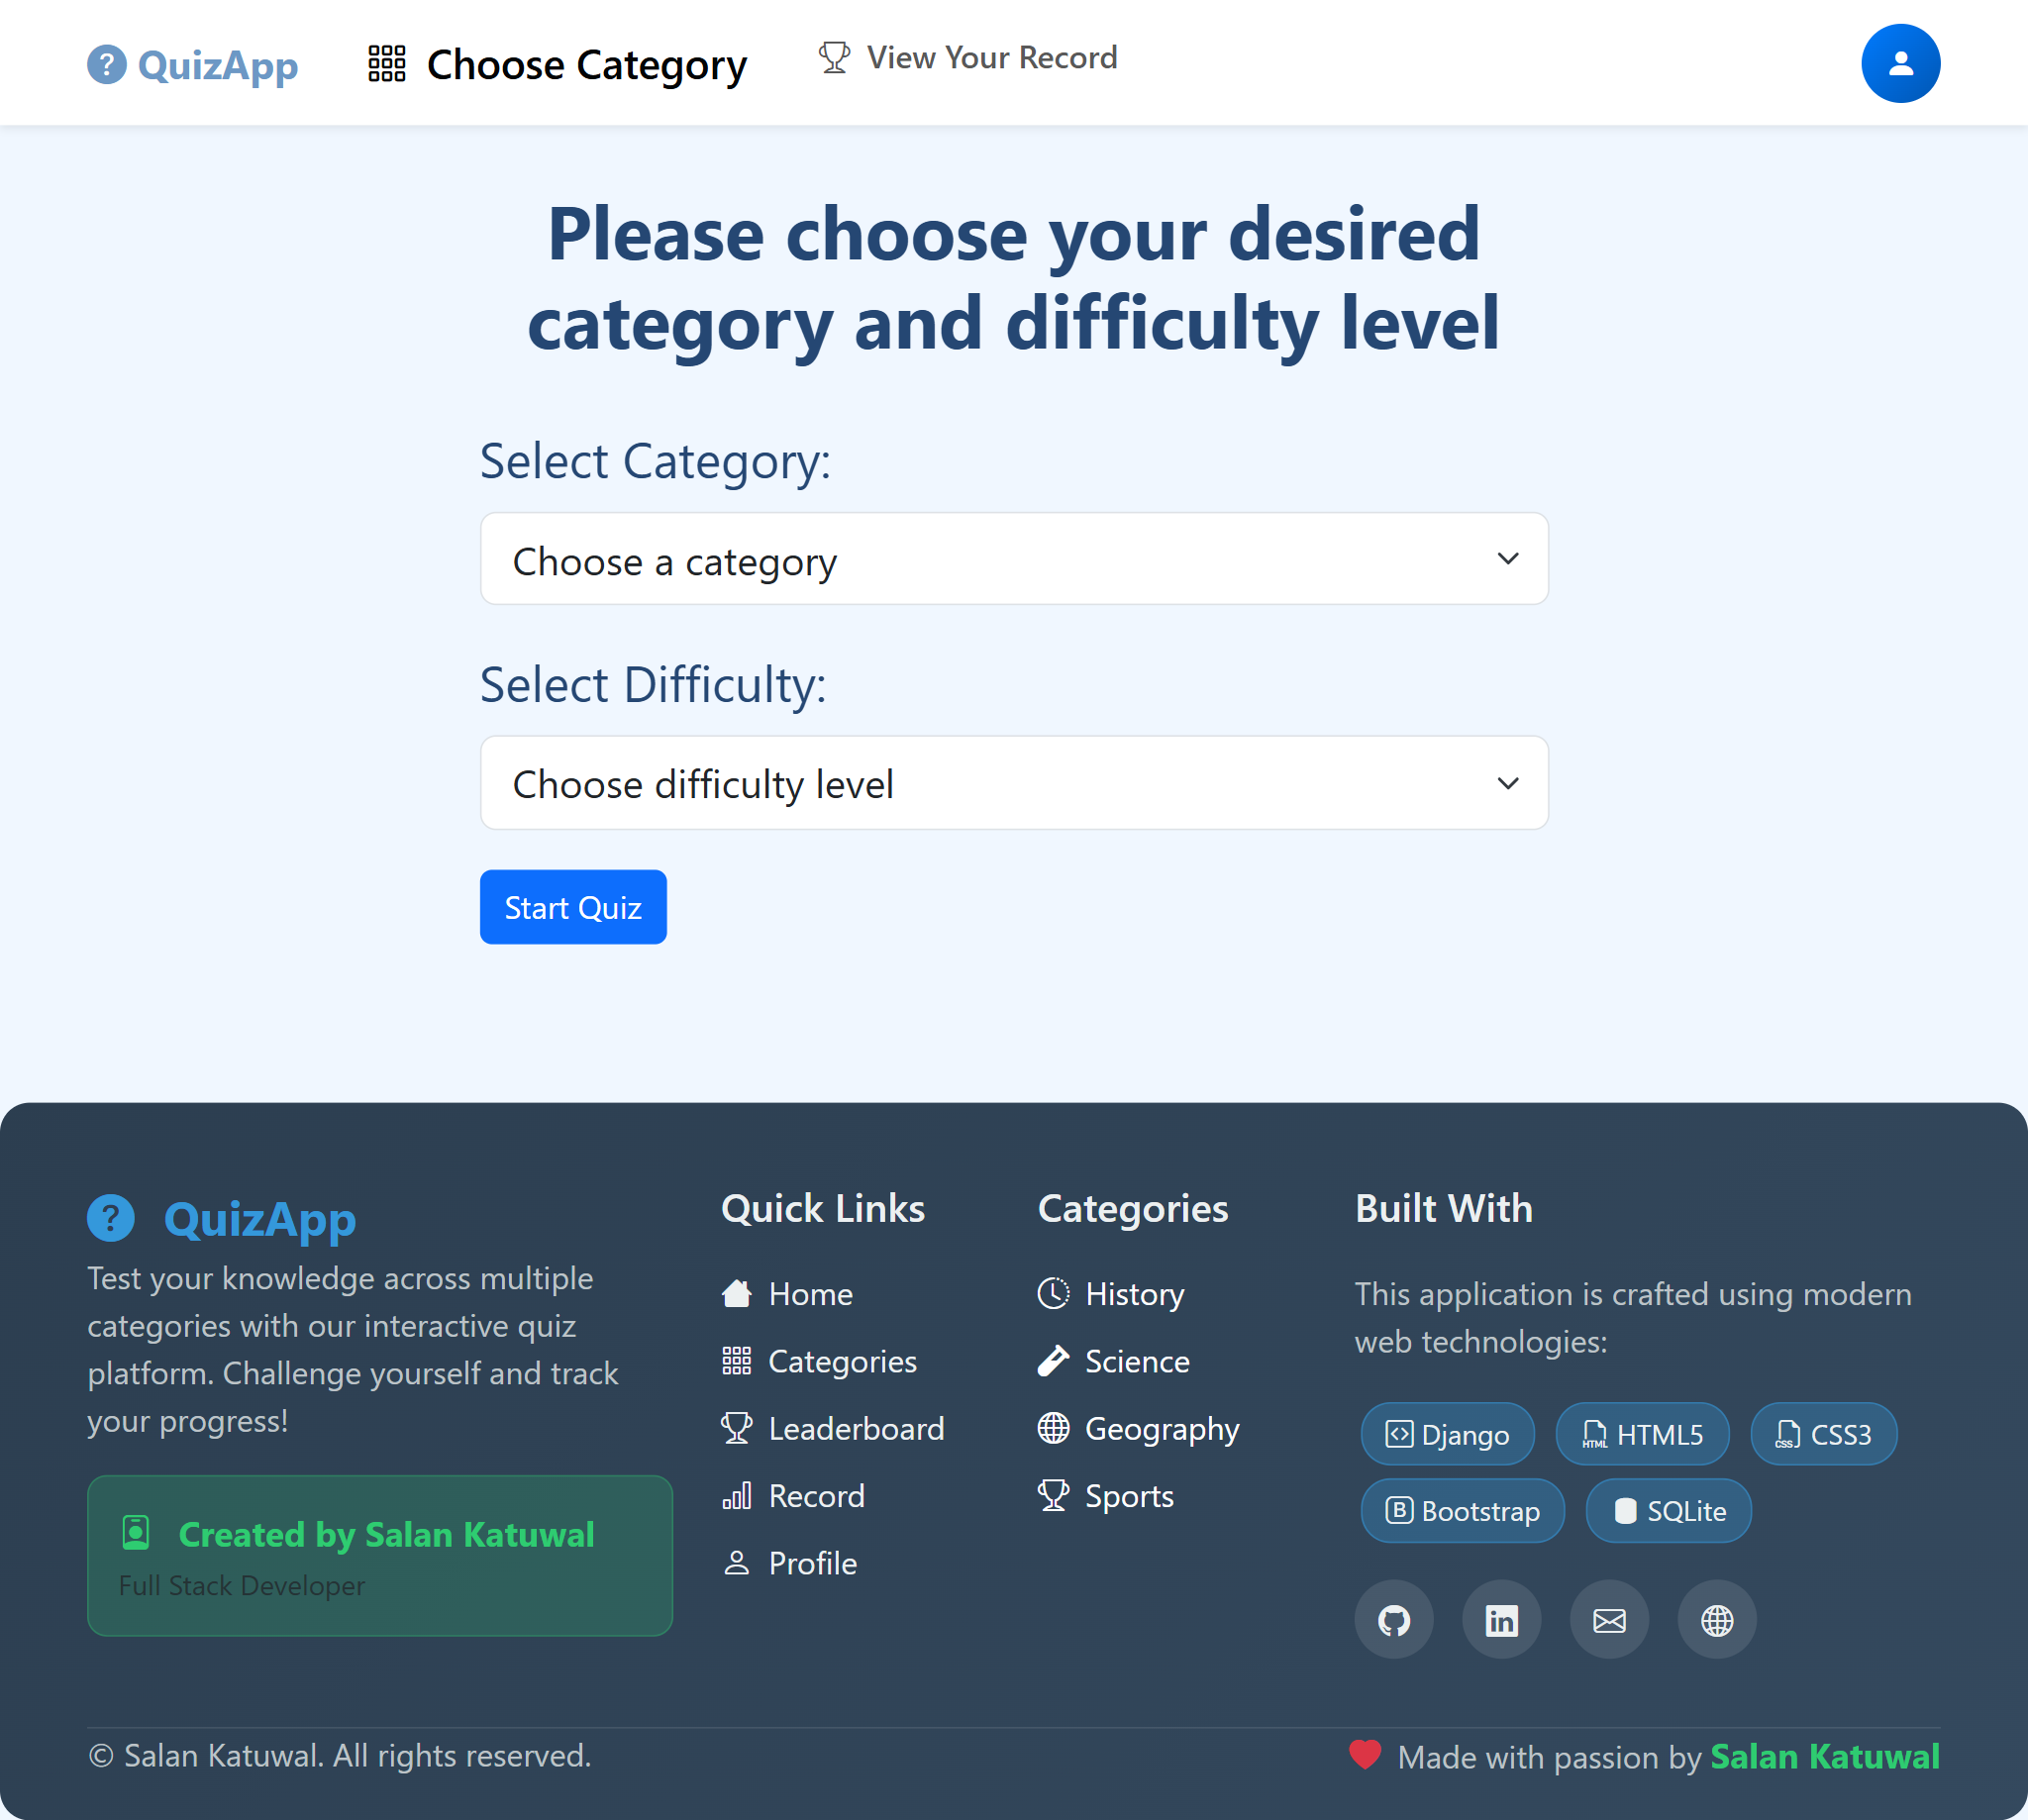 QuizApp
Choose Category
View Your Record
Please choose your desired
category and difficulty level
Select Category:
Choose a category
Select Difficulty:
Choose difficulty level
Start Quiz
QuizApp
Test your knowledge across multiple
categories with our interactive quiz
platform. Challenge yourself and track
your progress!
Created by Salan Katuwal
Full Stack Developer
Quick Links
Home
Categories
Leaderboard
Record
Profile
Categories
History
Science
Geography
Sports
Built With
This application is crafted using modern
web technologies:
Django
HTML5
CSS3
Bootstrap
SQLite
© Salan Katuwal. All rights reserved.
Made with passion by Salan Katuwal